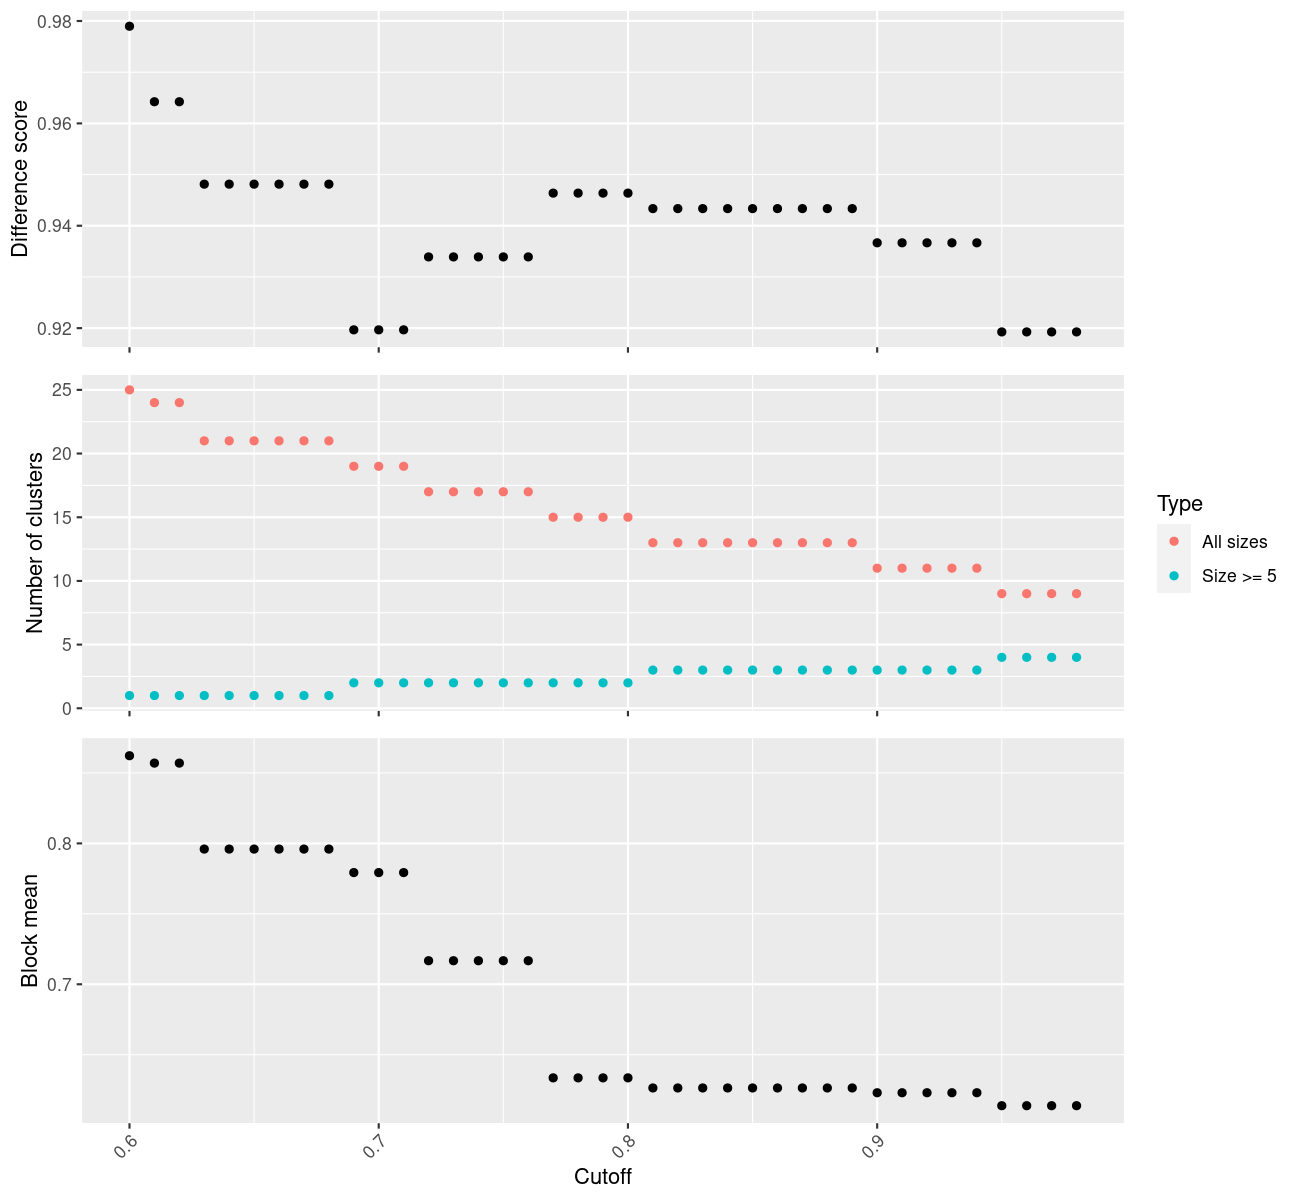 Difference score
0.98
0.96
0.94
0.92
Number of clusters
25
20
15
10
5
0
Type
All sizes
Size >= 5
Block mean
0.8
0.7
0.6
0.7
0.8
0.9
Cutoff